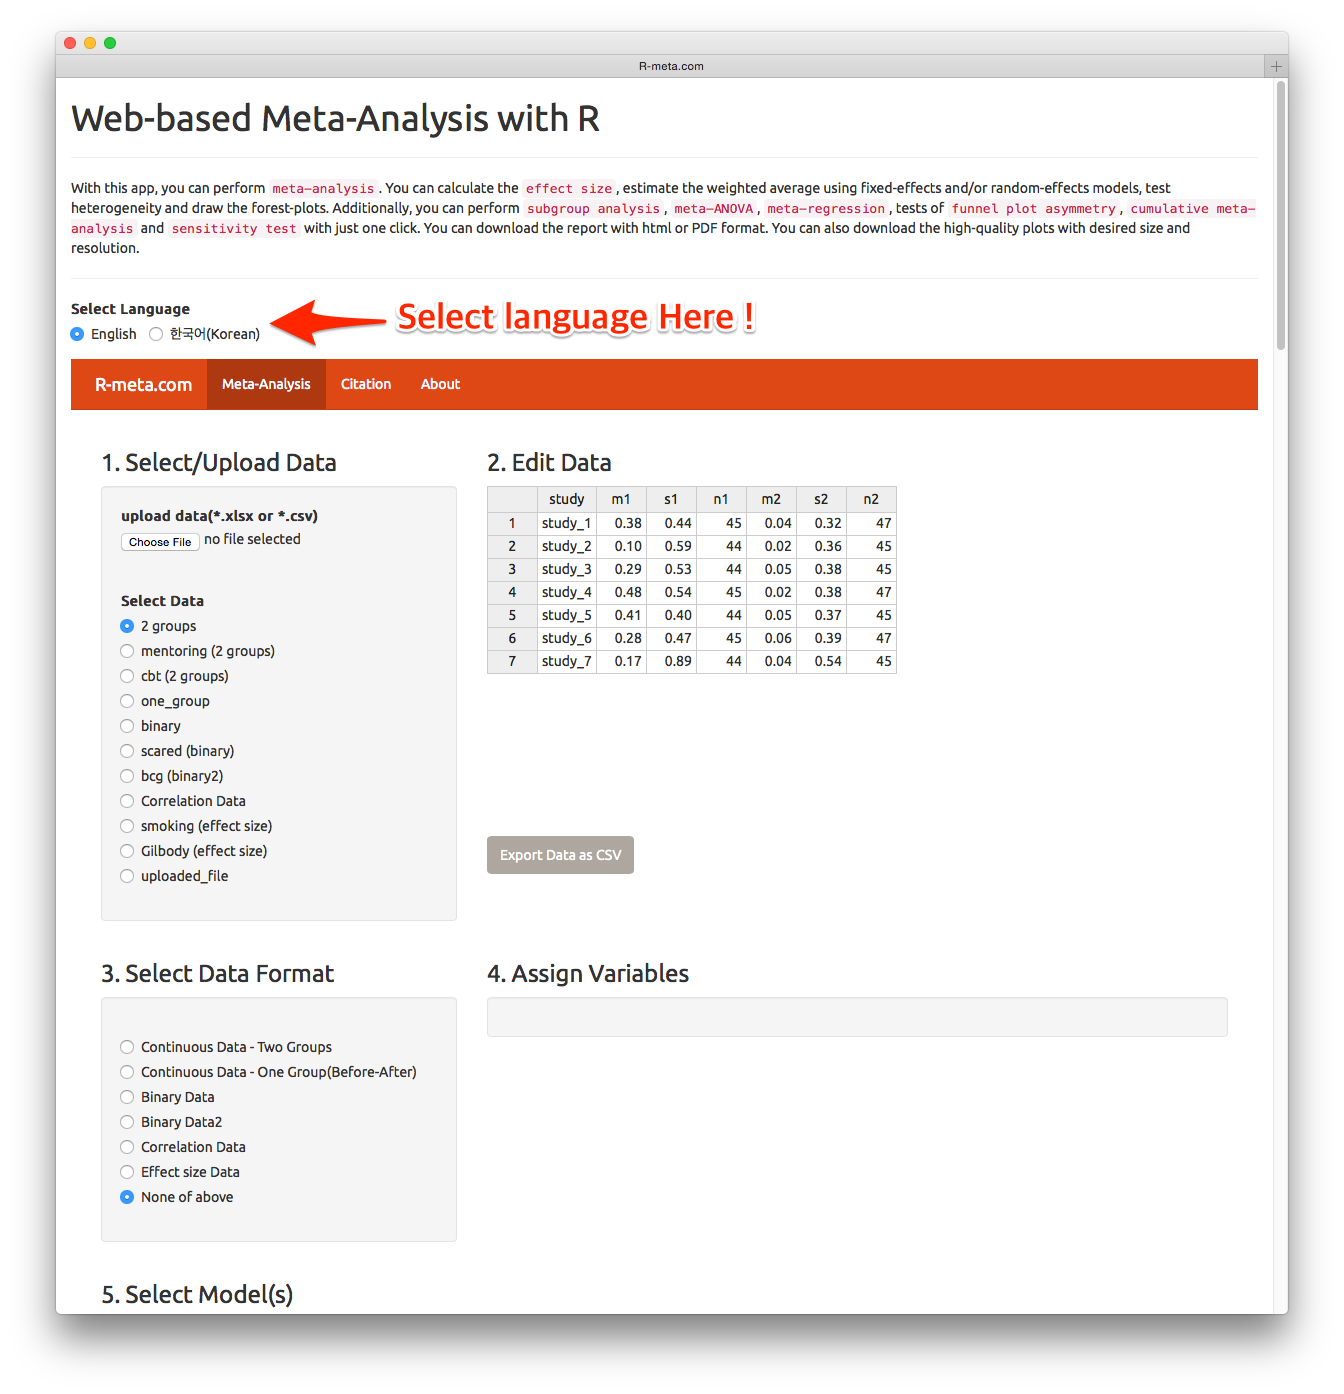 R-meta.com
Web-based Meta-Analysis with R
With this app, you can perform meta-analysis. You can calculate the effect size, estimate the weighted average using fixed-effects and/or random-effects models, test
heterogeneity and draw the forest-plots. Additionally, you can perform subgroup analysis, meta-ANOVA, meta-regression, tests of funnel plot asymmetry, cumulative meta-
analysis and sensitivity test with just one click. You can download the report with html or PDF format. You can also download the high-quality plots with desired size and
resolution.
Select Language
English 한국어(Korean)
Select language Here !
R-meta.com Meta-Analysis Citation About
1. Select/Upload Data
upload data(*.xlsx or *.csv)
Choose File no file selected
Select Data
2 groups
mentoring (2 groups)
cbt (2 groups)
one_group
binary
scared (binary)
bcg (binary2)
Correlation Data
smoking (effect size)
Gilbody (effect size)
uploaded_file
2. Edit Data
study m1 s1 n1 m2 s2 n2
1 study_1 0.38 0.44 45 0.04 0.32 47
2 study_2 0.10 0.59 44 0.02 0.36 45
3 study_3 0.29 0.53 44 0.05 0.38 45
4 study_4 0.48 0.54 45 0.02 0.38 47
5 study_5 0.41 0.40 44 0.05 0.37 45
6 study_6 0.28 0.47 45 0.06 0.39 47
7 study_7 0.17 0.89 44 0.04 0.54 45
Export Data as CSV
3. Select Data Format
Continuous Data - Two Groups
Continuous Data - One Group(Before-After)
Binary Data
Binary Data2
Correlation Data
Effect size Data
None of above
4. Assign Variables
5. Select Model(s)